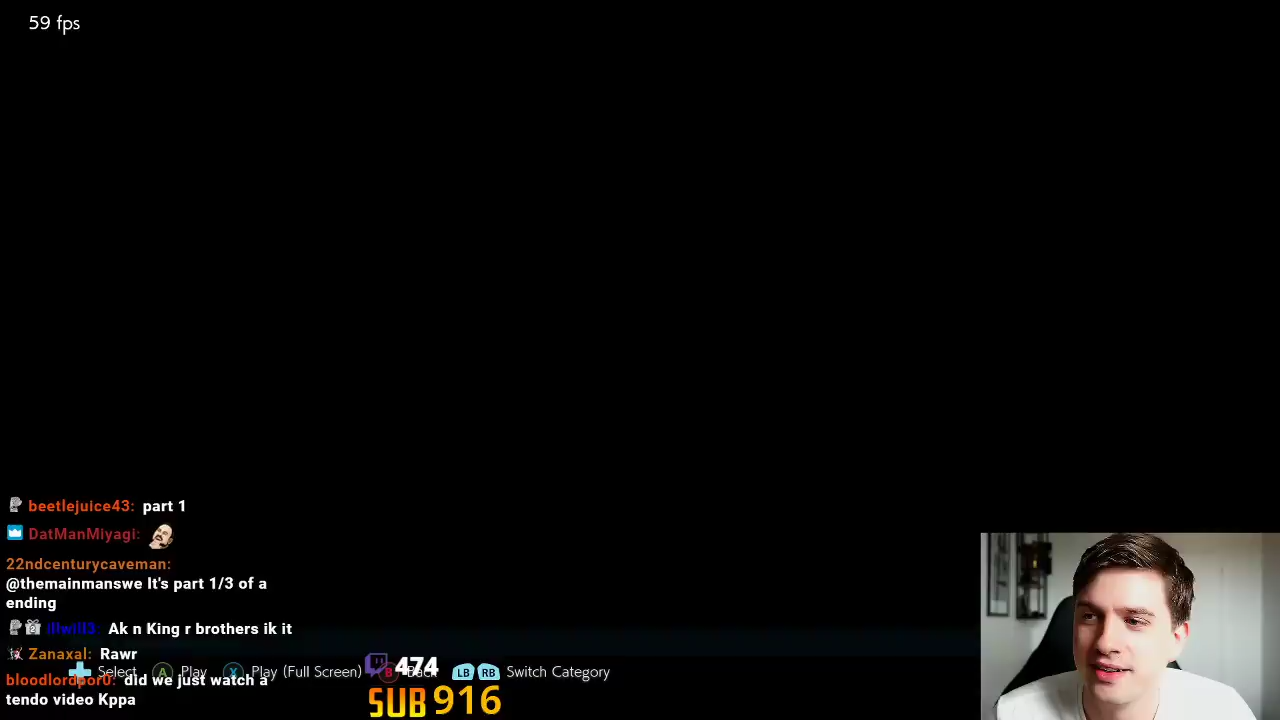 59 fps
beetlejuice43: part 1
DatManMiyagi:
22ndcenturycaveman:
@themainmanswe It's part 1/3 of a
ending
Ak n King r brothers ik it
Zanaxal: Rawr
Select A Play X Play (Full Screen) B Back LB RB Switch Category
474
bloodlordpor0: did we just watch a
tendo video Kppa
SUB 916